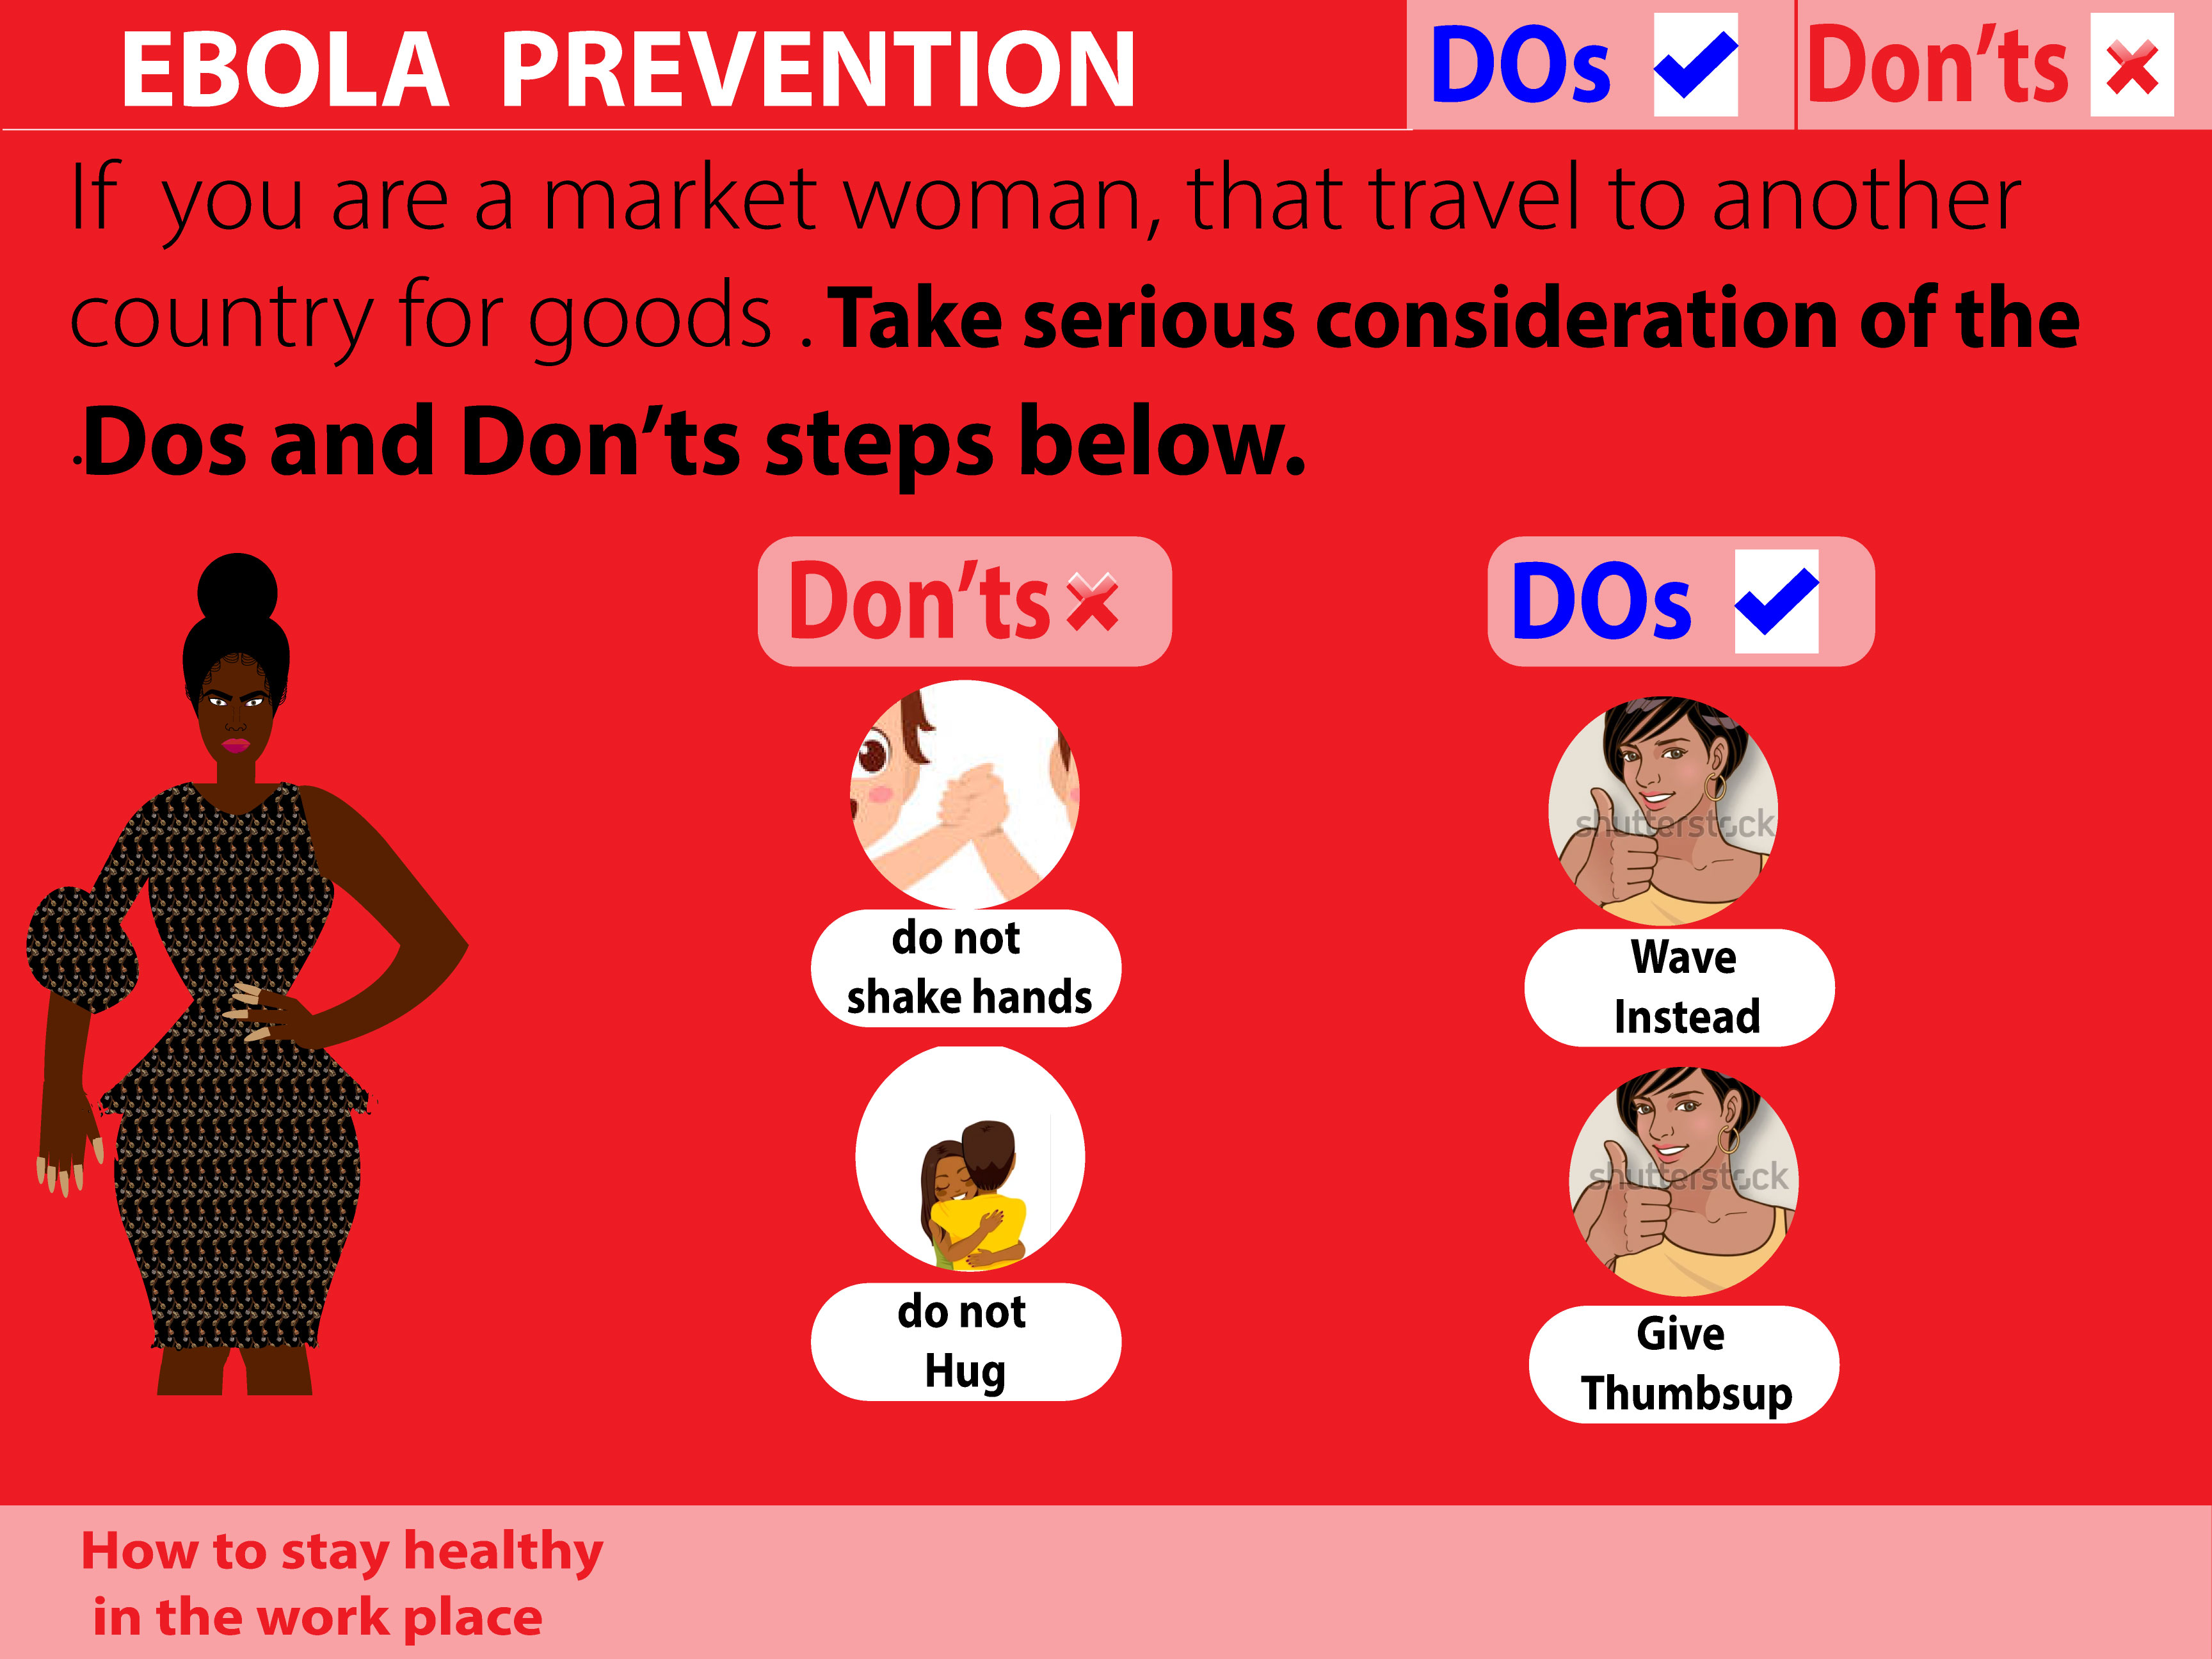 EBOLA PREVENTION
DOs
Don'ts
If you are a market woman, that travel to another
country for goods . Take serious consideration of the
.Dos and Don'ts steps below.
Don'ts
DOs
do not
shake hands
shutterstock
Wave
Instead
do not
Hug
shutterstock
Give
Thumbsup
How to stay healthy
in the work place